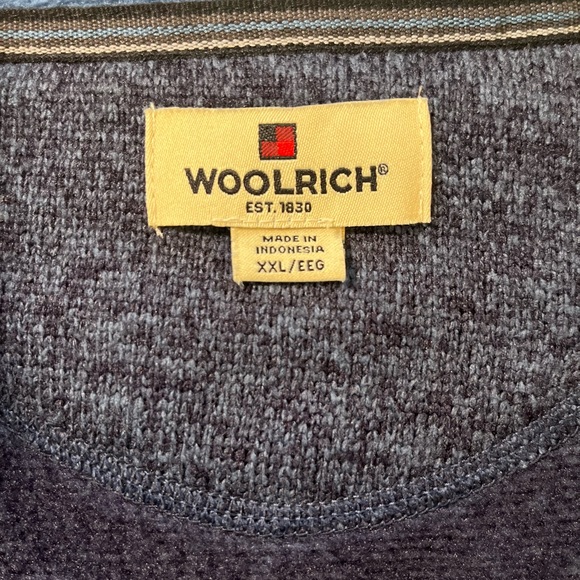 WOOLRICH®
EST. 1830
MADE IN
INDONESIA
XXL/EEG